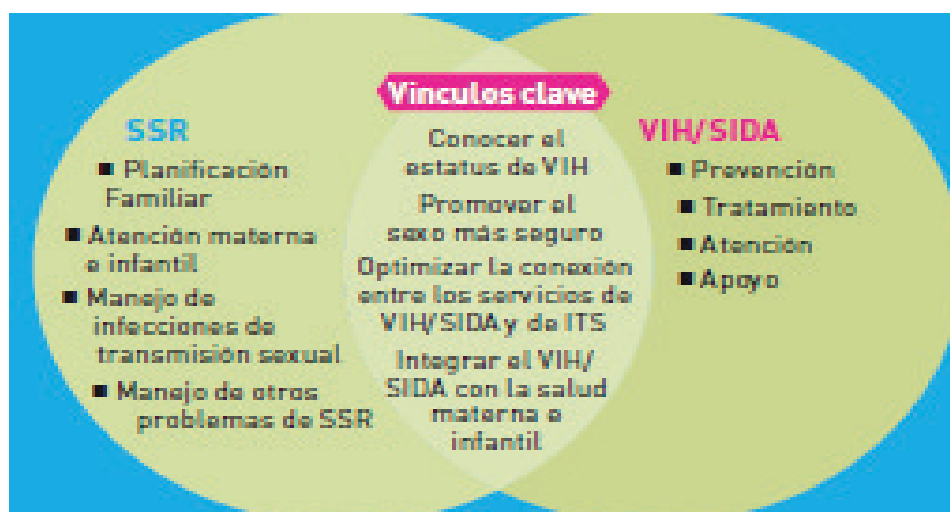 Vínculos clave
SSR
■ Planificación
Familiar
■ Atención materna
e infantil
■ Manejo de
infecciones de
transmisión sexual
■ Manejo de otros
problemas de SSR
Conocer el
estatus de VIH
Promover el
sexo más seguro
Optimizar la conexión
entre los servicios de
VIH/SIDA y de ITS
Integrar el VIH/
SIDA con la salud
materna e
infantil
VIH/SIDA
■ Prevención
■ Tratamiento
■ Atención
■ Apoyo